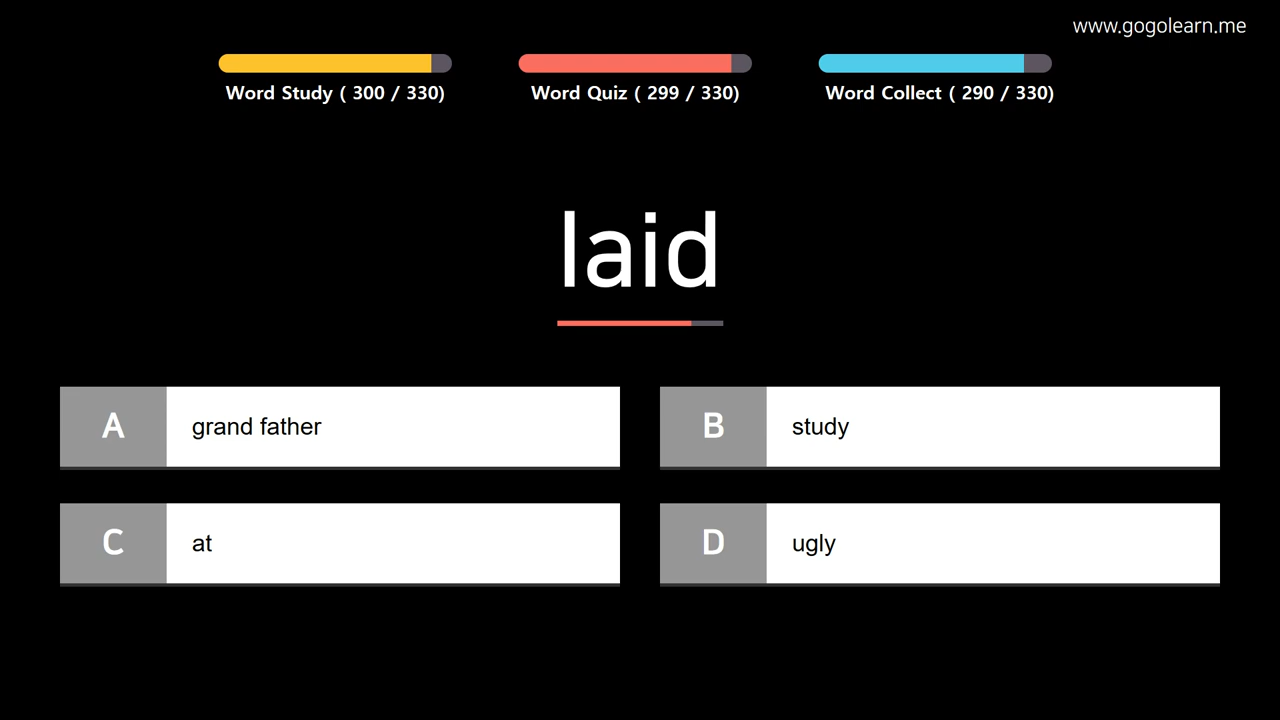 www.gogolearn.me
Word Study ( 300 / 330)
Word Quiz ( 299 / 330)
Word Collect ( 290 / 330)
laid
A grand father
B study
C at
D ugly